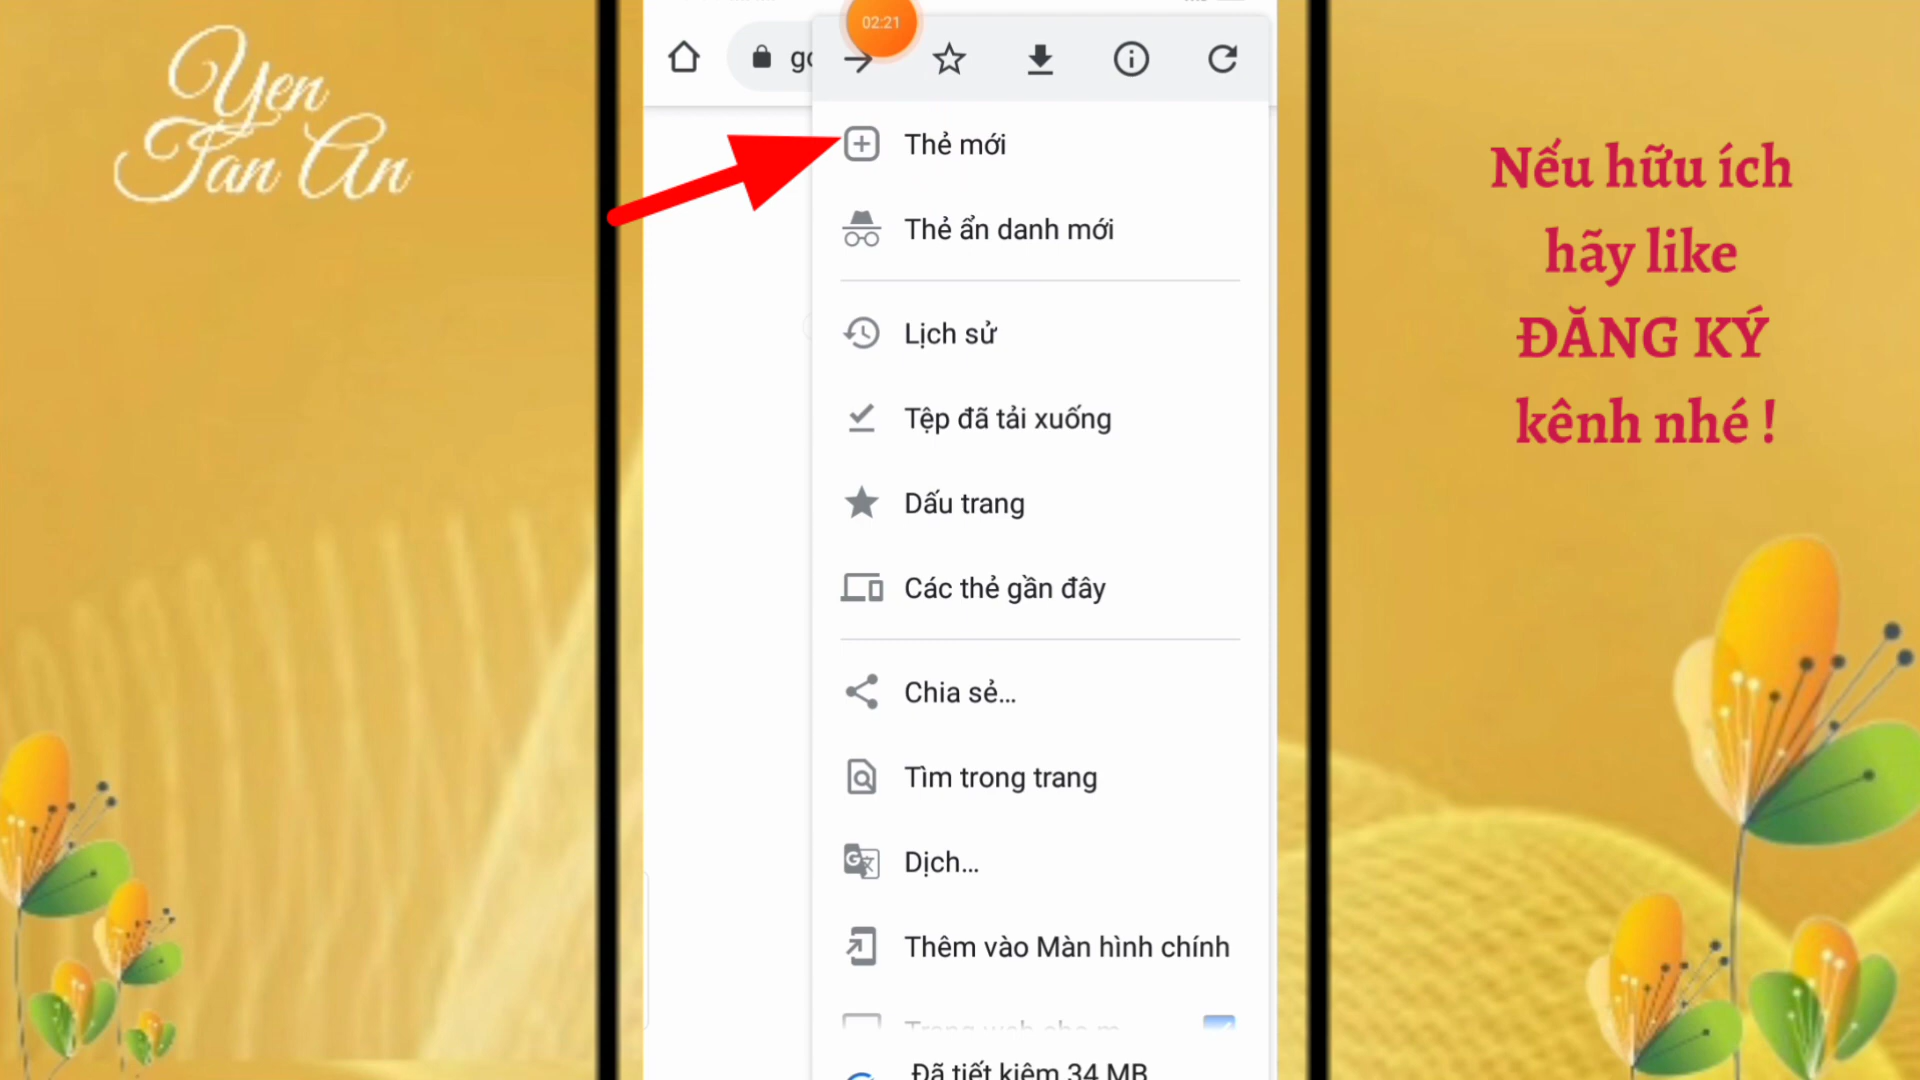 Yen
Tan An
02:21
Thẻ mới
Thẻ ẩn danh mới
Lịch sử
Tệp đã tải xuống
Dấu trang
Các thẻ gần đây
Chia sẻ...
Tìm trong trang
Dịch...
Thêm vào Màn hình chính
Đã tiết kiệm 34 MB
Nếu hữu ích
hãy like
ĐĂNG KÝ
kênh nhé !